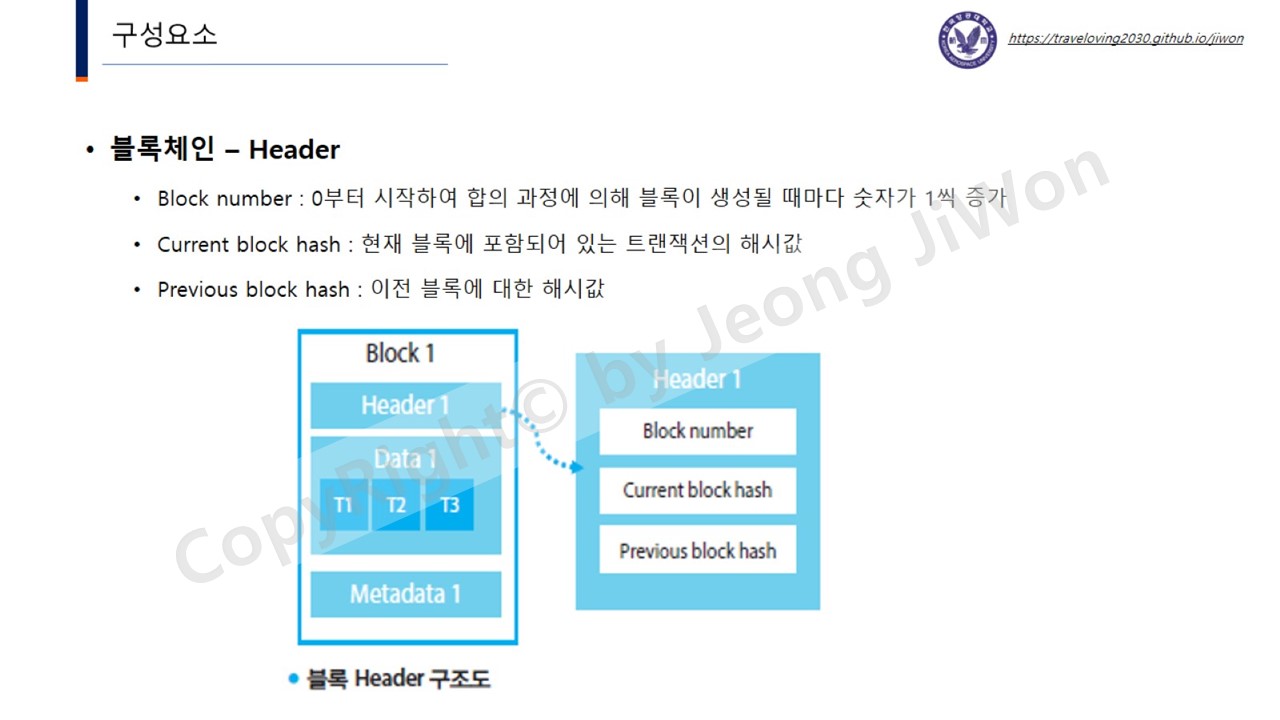 구성요소
https://traveloving2030.github.io/jiwon
• 블록체인 – Header
• Block number : 0부터 시작하여 합의 과정에 의해 블록이 생성될 때마다 숫자가 1씩 증가
• Current block hash : 현재 블록에 포함되어 있는 트랜잭션의 해시값
• Previous block hash : 이전 블록에 대한 해시값
Block 1
Header 1
Data 1
T1 T2 T3
Metadata 1
Header 1
Block number
Current block hash
Previous block hash
• 블록 Header 구조도
CopyRight© by Jeong JiWon